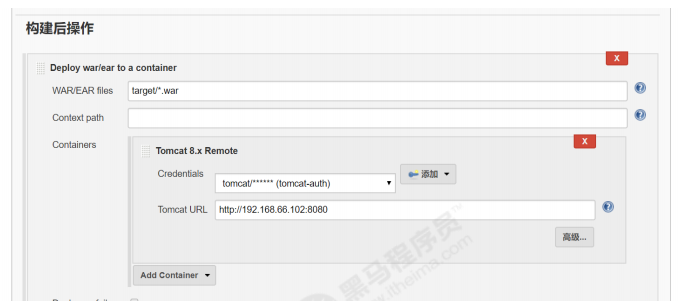 构建后操作
X
Deploy war/ear to a container
WAR/EAR files target/*.war
Context path
Containers
X
Tomcat 8.x Remote
Credentials tomcat/****** (tomcat-auth) 添加
Tomcat URL http://192.168.66.102:8080
高级...
Add Container
黑马程序员
www.itheima.com